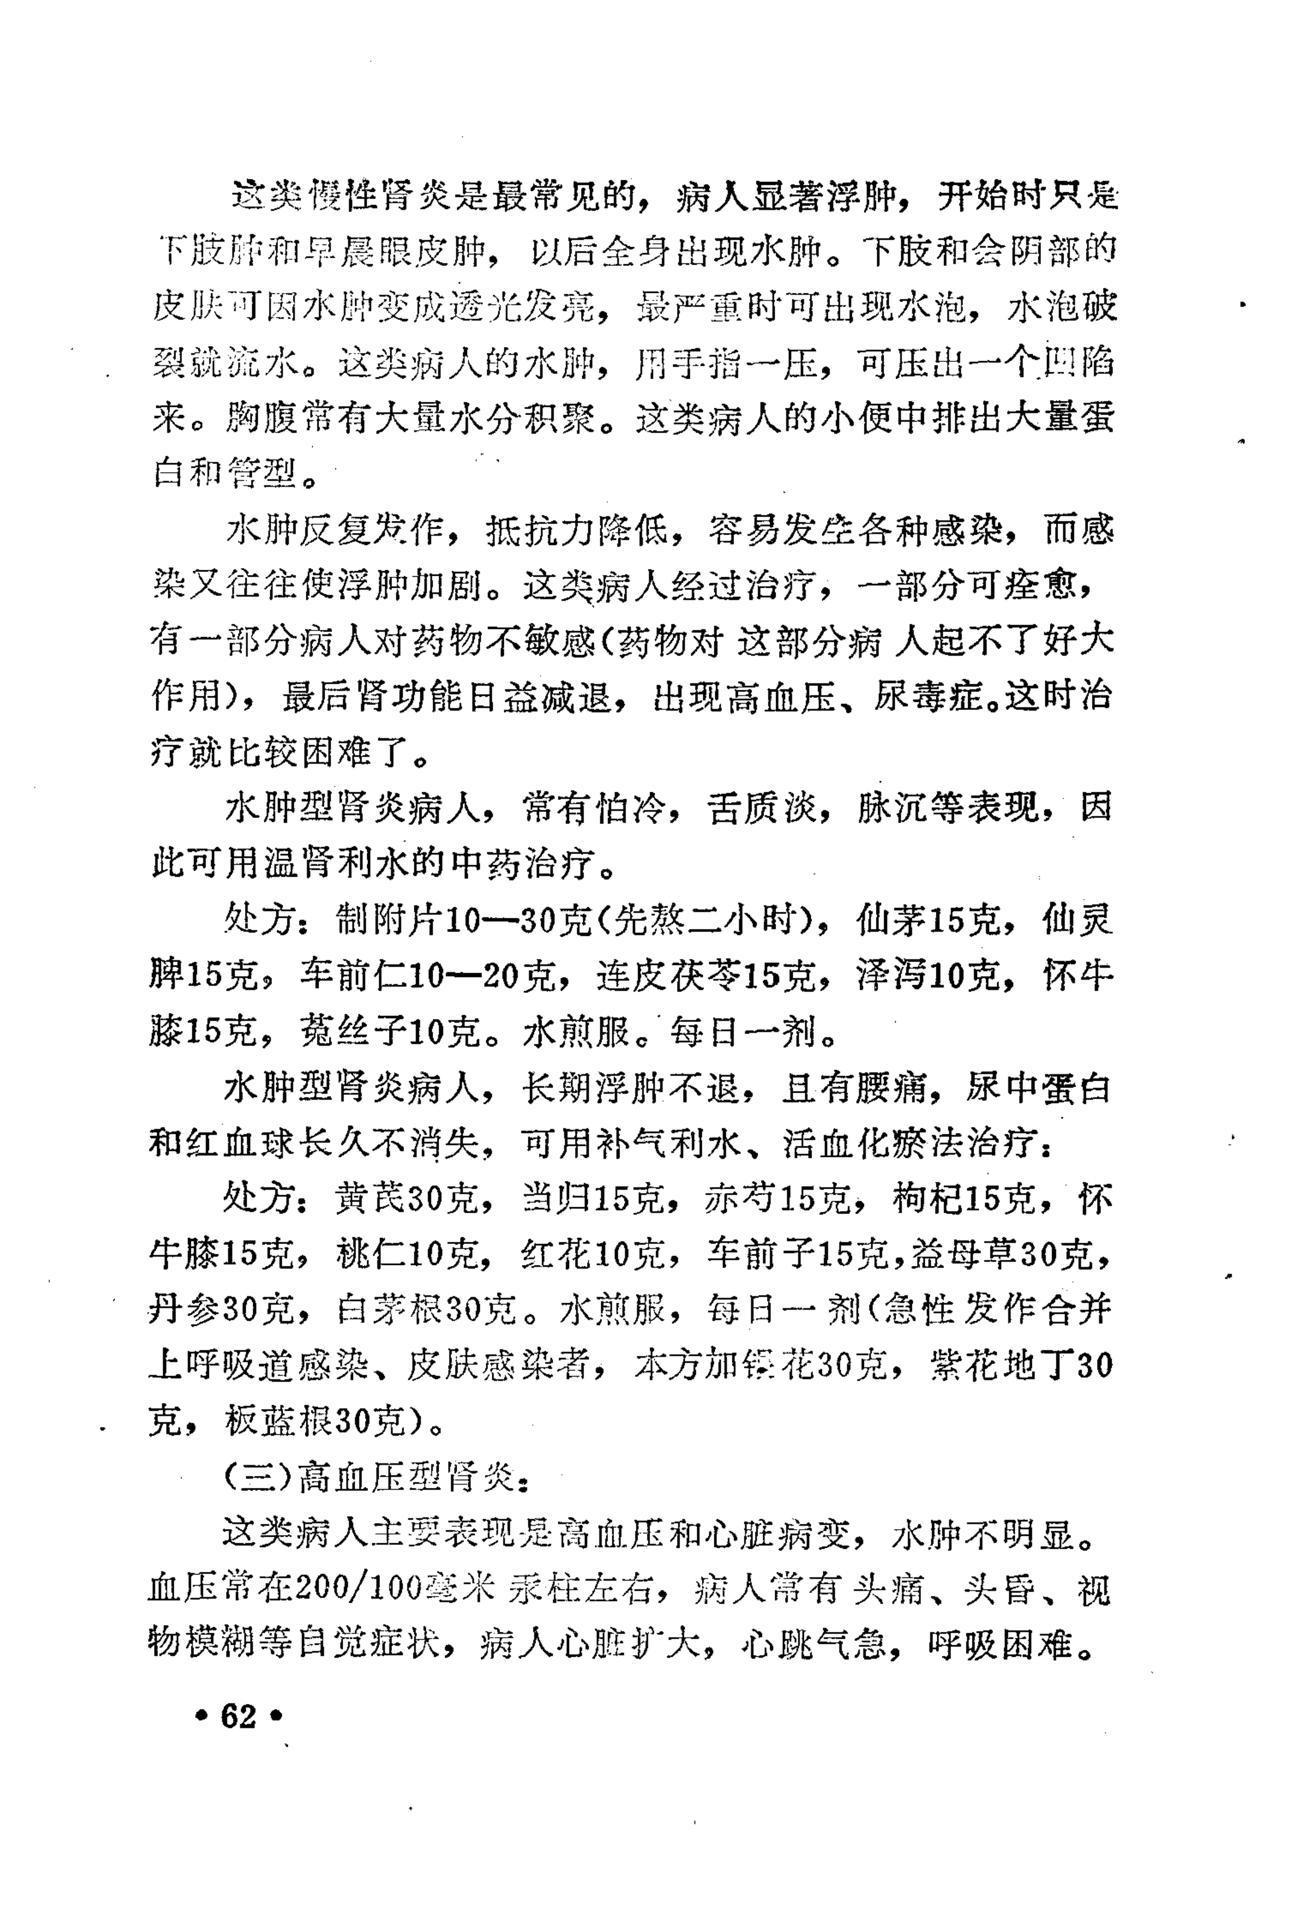 这类慢性肾炎是最常见的，病人显著浮肿，开始时只是
下肢肿和早晨眼皮肿，以后全身出现水肿。下肢和会阴部的
皮肤可因水肿变成透光发亮，最严重时可出现水泡，水泡破
裂就流水。这类病人的水肿，用手指一压，可压出一个凹陷
来。胸腹常有大量水分积聚。这类病人的小便中排出大量蛋
白和管型。
水肿反复发作，抵抗力降低，容易发生各种感染，而感
染又往往使浮肿加剧。这类病人经过治疗，一部分可痊愈，
有一部分病人对药物不敏感(药物对这部分病人起不了好大
作用)，最后肾功能日益减退，出现高血压、尿毒症。这时治
疗就比较困难了。
水肿型肾炎病人，常有怕冷，舌质淡，脉沉等表现，因
此可用温肾利水的中药治疗。
处方：制附片10—30克(先熬二小时)，仙茅15克，仙灵
脾15克，车前仁10—20克，连皮茯苓15克，泽泻10克，怀牛
膝15克，菟丝子10克。水煎服。每日一剂。
水肿型肾炎病人，长期浮肿不退，且有腰痛，尿中蛋白
和红血球长久不消失，可用补气利水、活血化瘀法治疗：
处方：黄芪30克，当归15克，赤芍15克，枸杞15克，怀
牛膝15克，桃仁10克，红花10克，车前子15克，益母草30克，
丹参30克，白茅根30克。水煎服，每日一剂(急性发作合并
上呼吸道感染、皮肤感染者，本方加银花30克，紫花地丁30
克，板蓝根30克)。
(三)高血压型肾炎：
这类病人主要表现是高血压和心脏病变，水肿不明显。
血压常在200/100毫米汞柱左右，病人常有头痛、头昏、视
物模糊等自觉症状，病人心脏扩大，心跳气急，呼吸困难。
•62•